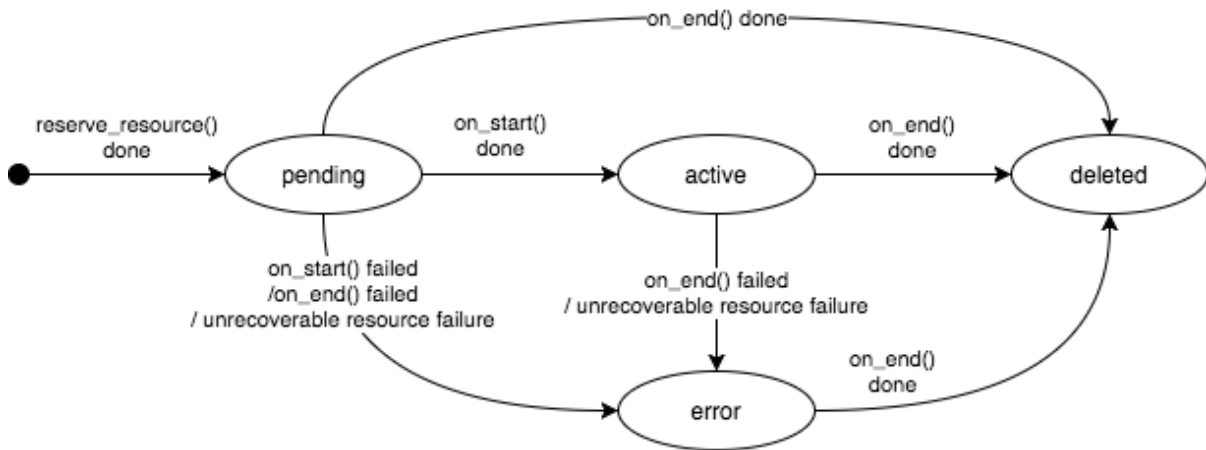 on_end() done
reserve_resource()
done
on_start()
done
on_end()
done
pending
active
deleted
on_start() failed
/on_end() failed
/ unrecoverable resource failure
on_end() failed
/ unrecoverable resource failure
on_end()
done
error